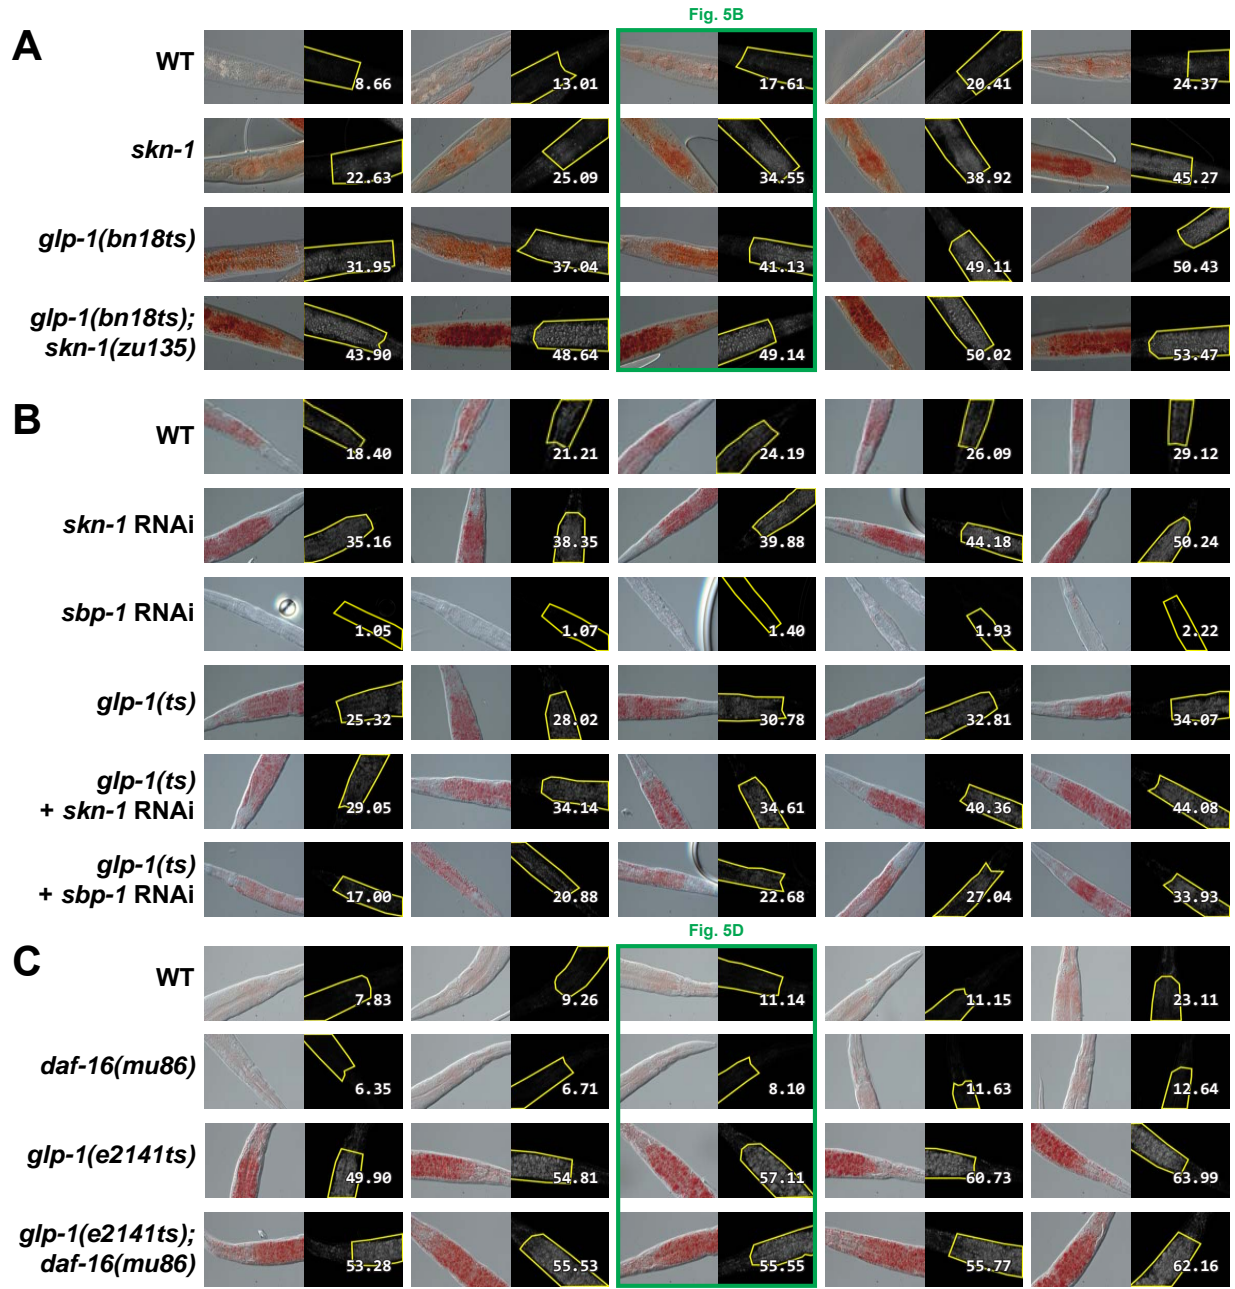 Fig. 5B
A
WT
8.66 13.01 17.61 20.41 24.37
skn-1
22.63 25.09 34.55 38.92 45.27
glp-1(bn18ts)
31.95 37.04 41.13 49.11 50.43
glp-1(bn18ts);
skn-1(zu135)
43.90 48.64 49.14 50.02 53.47
B
WT
18.40 21.21 24.19 26.09 29.12
skn-1 RNAi
35.16 38.35 39.88 44.18 50.24
sbp-1 RNAi
1.05 1.07 1.40 1.93 2.22
glp-1(ts)
25.32 28.02 30.78 32.81 34.07
glp-1(ts)
+ skn-1 RNAi
29.05 34.14 34.61 40.36 44.08
glp-1(ts)
+ sbp-1 RNAi
17.00 20.88 22.68 27.04 33.93
Fig. 5D
C
WT
7.83 9.26 11.14 11.15 23.11
daf-16(mu86)
6.35 6.71 8.10 11.63 12.64
glp-1(e2141ts)
49.90 54.81 57.11 60.73 63.99
glp-1(e2141ts);
daf-16(mu86)
53.28 55.53 55.55 55.77 62.16